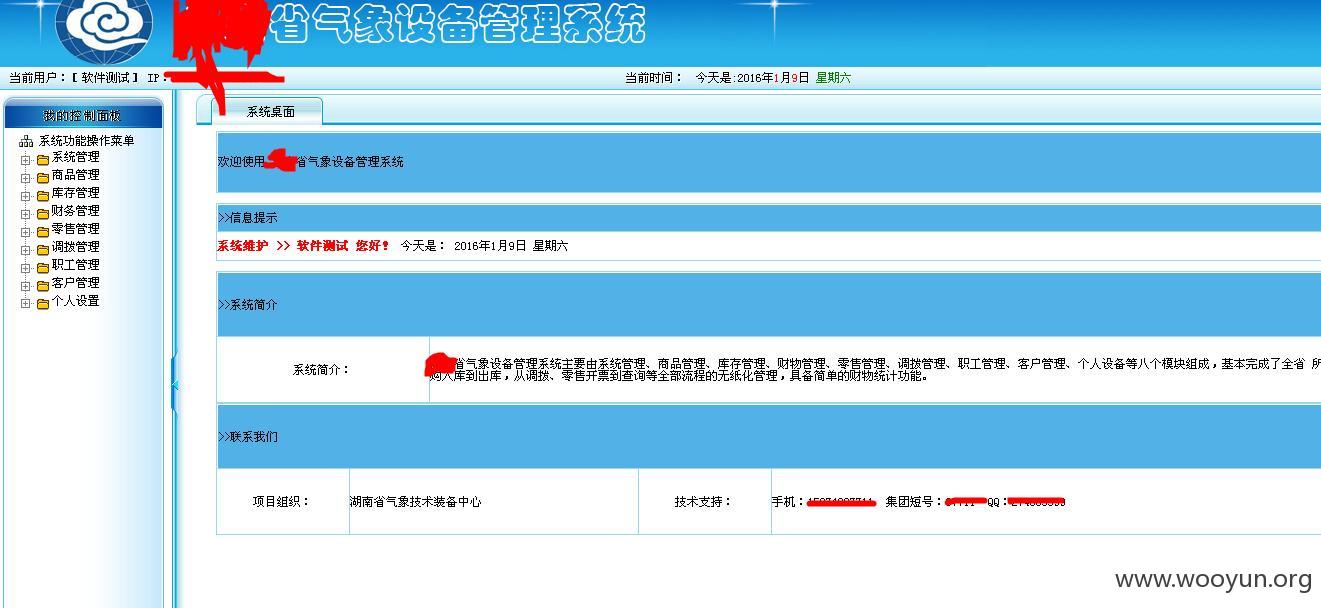 省气象设备管理系统
当前用户：【 软件测试 】 IP： 当前时间： 今天是:2016年1月9日 星期六
我的控制面板
系统桌面
系统功能操作菜单
系统管理
商品管理
库存管理
财务管理
零售管理
调拨管理
职工管理
客户管理
个人设置
欢迎使用 省气象设备管理系统
>>信息提示
系统维护 >> 软件测试 您好！ 今天是： 2016年1月9日 星期六
>>系统简介
系统简介：
省气象设备管理系统主要由系统管理、商品管理、库存管理、财物管理、零售管理、调拨管理、职工管理、客户管理、个人设备等八个模块组成，基本完成了全省 所
购入库到出库，从调拨、零售开票到查询等全部流程的无纸化管理，具备简单的财物统计功能。
>>联系我们
项目组织： 湖南省气象技术装备中心 技术支持： 手机： 集团短号： QQ：
www.wooyun.org